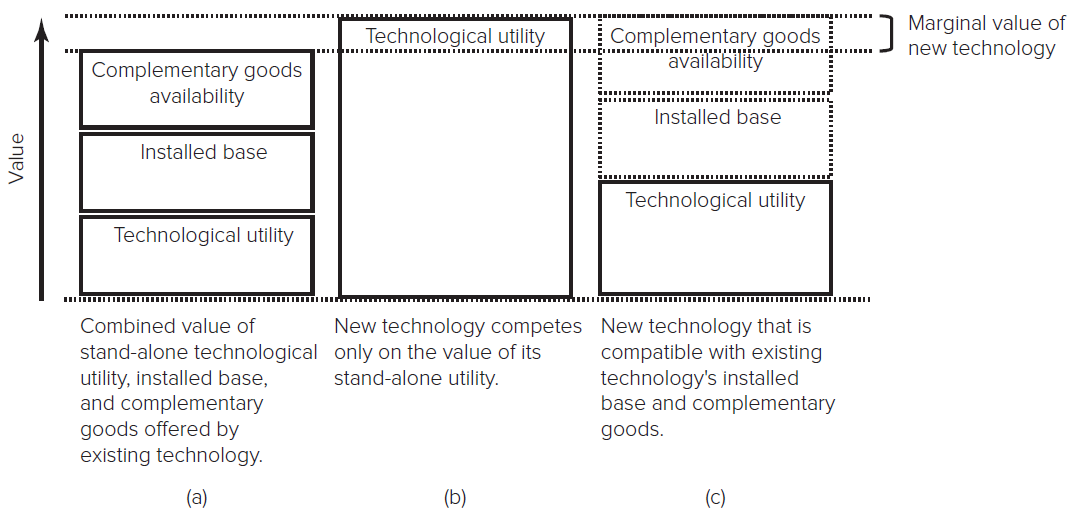 Value
Complementary goods
availability
Installed base
Technological utility
Technological utility
Complementary goods
availability
Installed base
Technological utility
Marginal value of
new technology
Combined value of
stand-alone technological
utility, installed base,
and complementary
goods offered by
existing technology.
(a)
New technology competes
only on the value of its
stand-alone utility.
(b)
New technology that is
compatible with existing
technology's installed
base and complementary
goods.
(c)